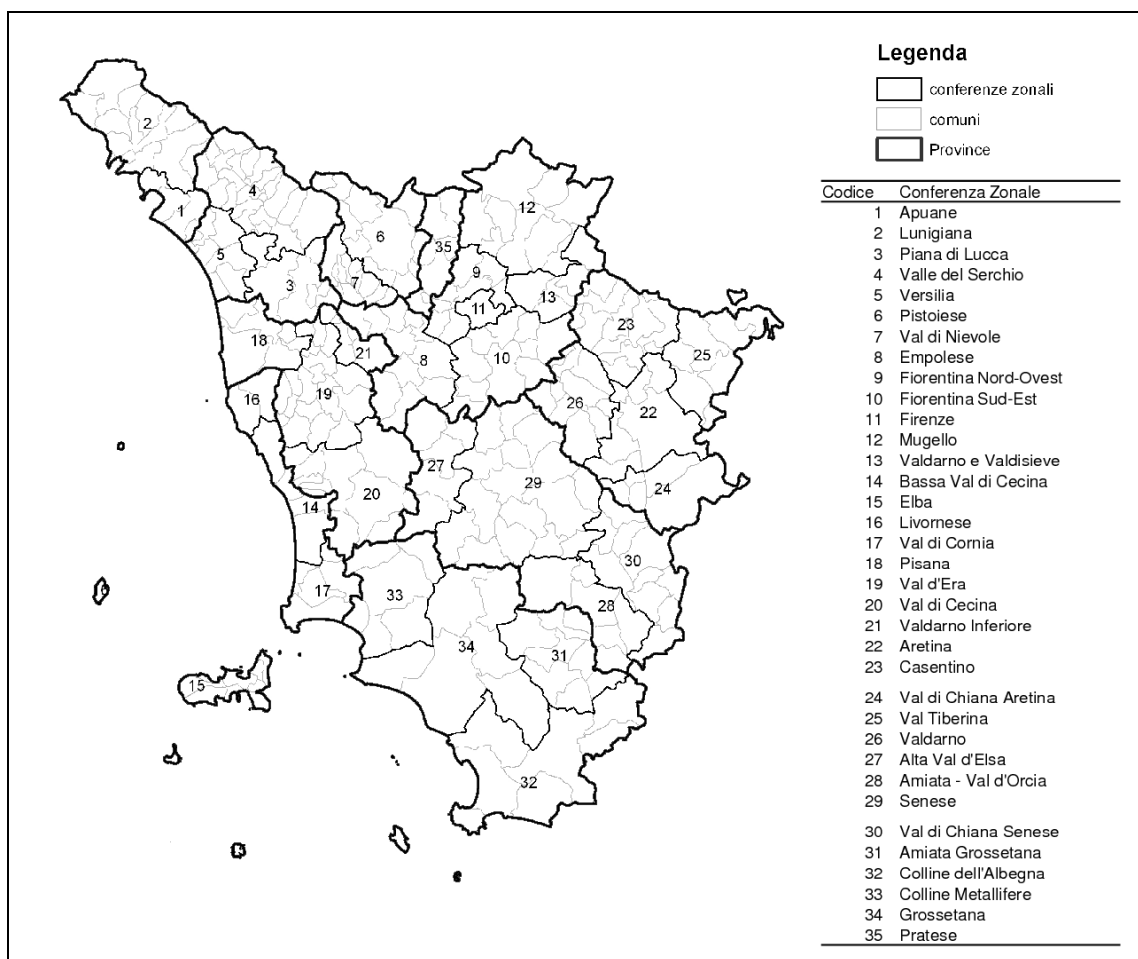 Legenda
conferenze zonali
comuni
Province
Codice Conferenza Zonale
1 Apuane
2 Lunigiana
3 Piana di Lucca
4 Valle del Serchio
5 Versilia
6 Pistoiese
7 Val di Nievole
8 Empolese
9 Fiorentina Nord-Ovest
10 Fiorentina Sud-Est
11 Firenze
12 Mugello
13 Valdarno e Valdisieve
14 Bassa Val di Cecina
15 Elba
16 Livornese
17 Val di Cornia
18 Pisana
19 Val d'Era
20 Val di Cecina
21 Valdarno Inferiore
22 Aretina
23 Casentino
24 Val di Chiana Aretina
25 Val Tiberina
26 Valdarno
27 Alta Val d'Elsa
28 Amiata - Val d'Orcia
29 Senese
30 Val di Chiana Senese
31 Amiata Grossetana
32 Colline dell'Albegna
33 Colline Metallifere
34 Grossetana
35 Pratese
2
4
1
12
6
35
5
9
7
3
13
11
23
18
21
8
10
25
16
19
26
22
27
20
29
24
14
30
17
33
28
34
31
15
32